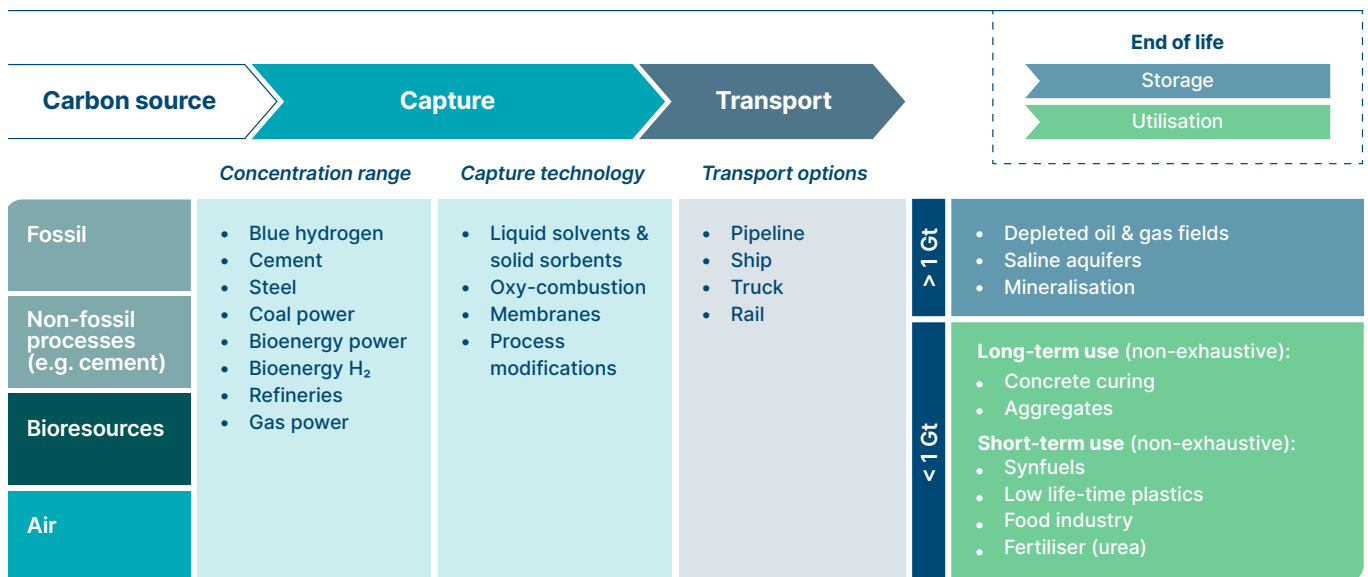 End of life
Storage
Utilisation
Carbon source
Capture
Transport
Concentration range
Capture technology
Transport options
Fossil
Non-fossil
processes
(e.g. cement)
Bioresources
Air
• Blue hydrogen
• Cement
• Steel
• Coal power
• Bioenergy power
• Bioenergy H₂
• Refineries
• Gas power
• Liquid solvents &
solid sorbents
• Oxy-combustion
• Membranes
• Process
modifications
• Pipeline
• Ship
• Truck
• Rail
> 1 Gt
• Depleted oil & gas fields
• Saline aquifers
• Mineralisation
< 1 Gt
Long-term use (non-exhaustive):
• Concrete curing
• Aggregates
Short-term use (non-exhaustive):
• Synfuels
• Low life-time plastics
• Food industry
• Fertiliser (urea)